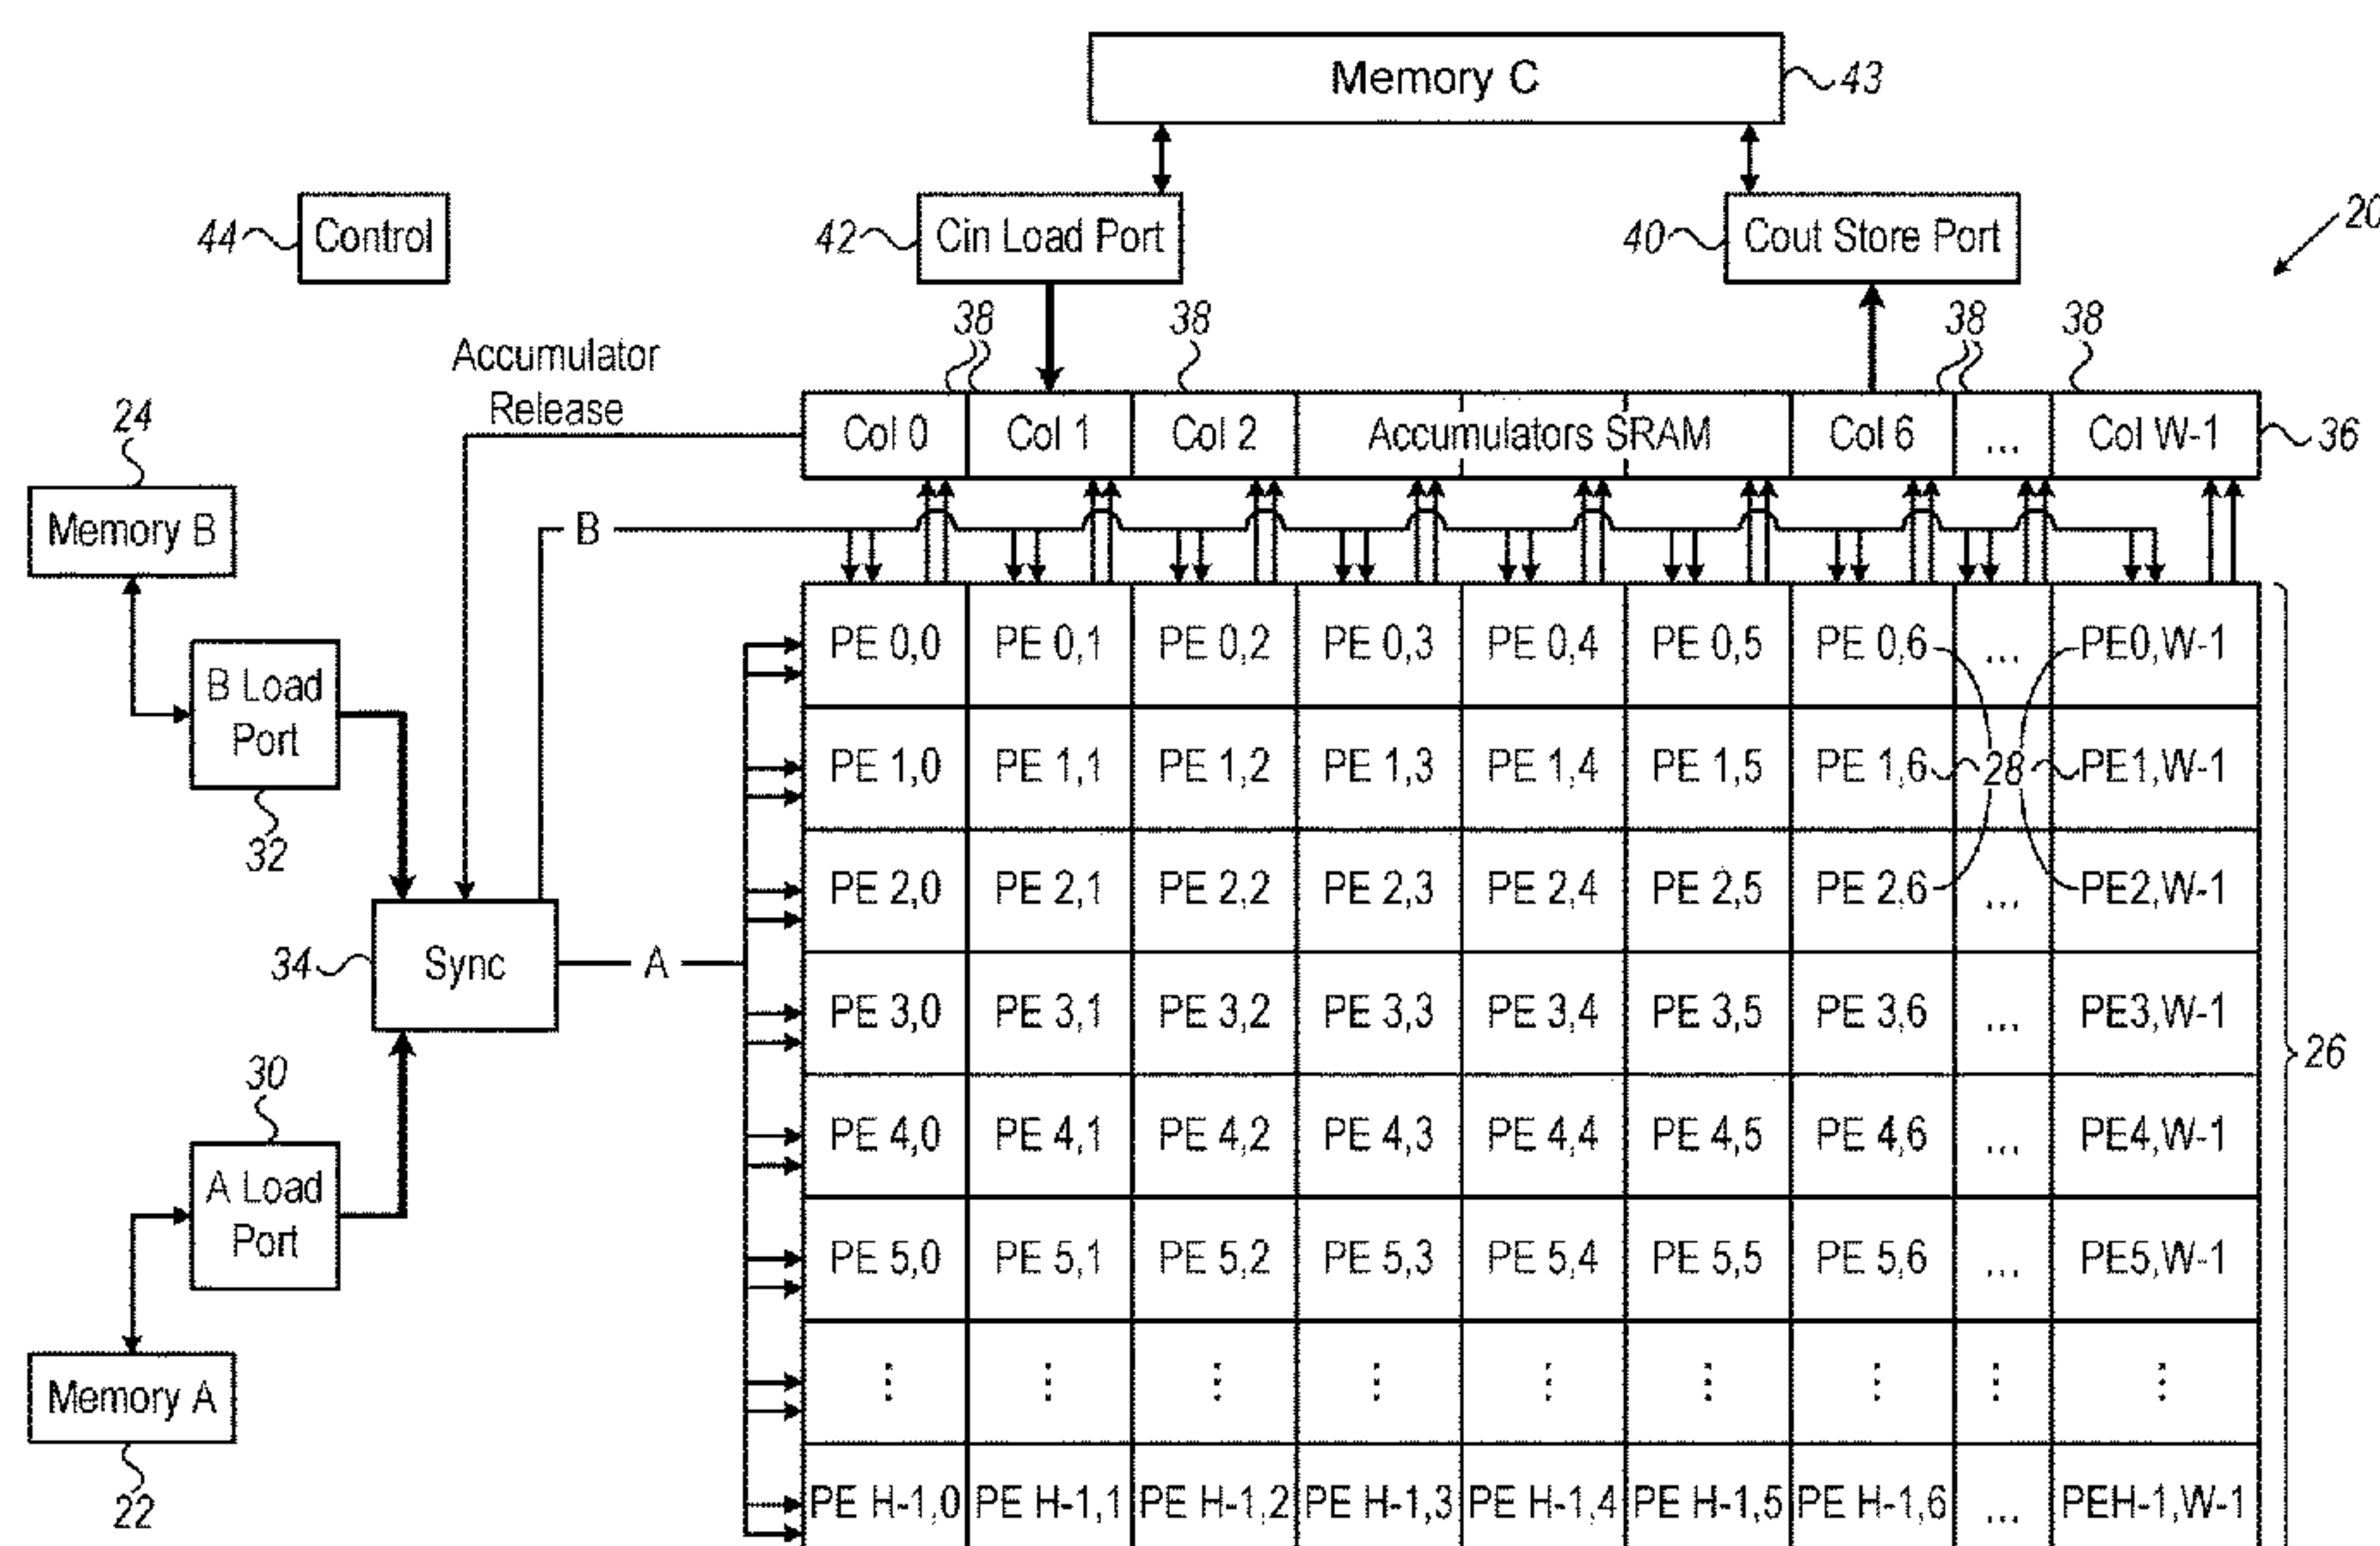 Memory C 43
44 Control 42 Cin Load Port 40 Cout Store Port 20
38 38 38 38
Accumulator
Release
Col 0 Col 1 Col 2 Accumulators SRAM Col 6 ... Col W-1 36
24
Memory B
B
PE 0,0 PE 0,1 PE 0,2 PE 0,3 PE 0,4 PE 0,5 PE 0,6 ... PE0,W-1
B Load
Port
32
PE 1,0 PE 1,1 PE 1,2 PE 1,3 PE 1,4 PE 1,5 PE 1,6 28 PE1,W-1
PE 2,0 PE 2,1 PE 2,2 PE 2,3 PE 2,4 PE 2,5 PE 2,6 ... PE2,W-1
34 Sync A
PE 3,0 PE 3,1 PE 3,2 PE 3,3 PE 3,4 PE 3,5 PE 3,6 ... PE3,W-1
26
30
A Load
Port
PE 4,0 PE 4,1 PE 4,2 PE 4,3 PE 4,4 PE 4,5 PE 4,6 ... PE4,W-1
PE 5,0 PE 5,1 PE 5,2 PE 5,3 PE 5,4 PE 5,5 PE 5,6 ... PE5,W-1
Memory A
22
⋮ ⋮ ⋮ ⋮ ⋮ ⋮ ⋮ ⋮ ⋮
PE H-1,0 PE H-1,1 PE H-1,2 PE H-1,3 PE H-1,4 PE H-1,5 PE H-1,6 ... PEH-1,W-1